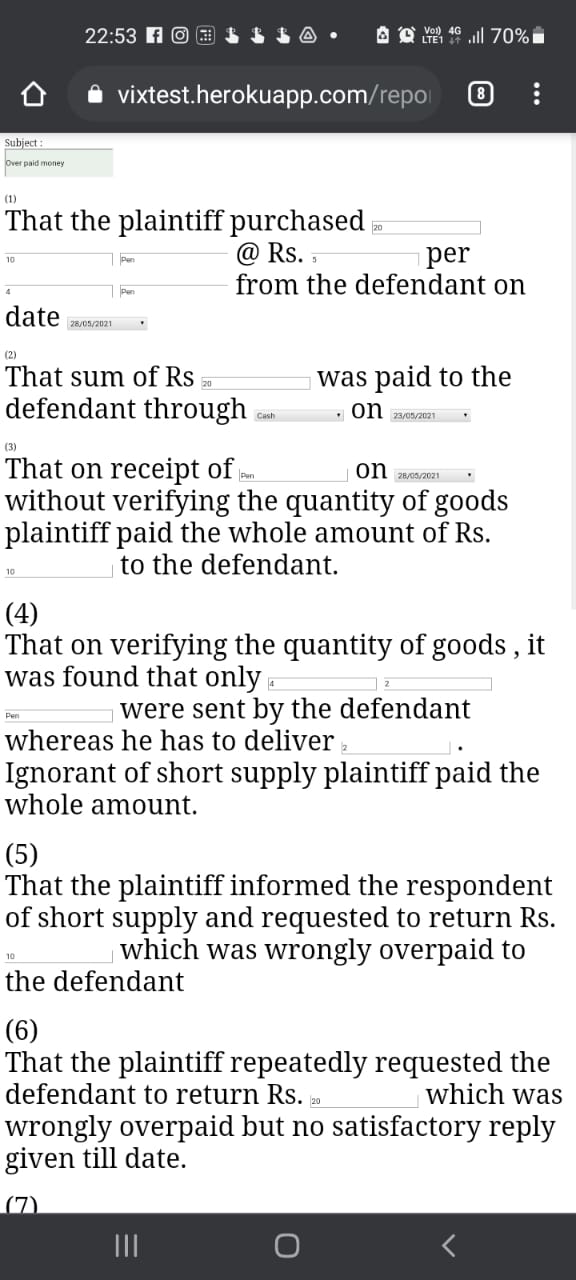 22:53 Vo) 4G LTE1 70%
vixtest.herokuapp.com/repo 8
Subject :
Over paid money
(1)
That the plaintiff purchased 20
10 Pen @ Rs. 5 per
4 Pen from the defendant on
date 28/05/2021
(2)
That sum of Rs 20 was paid to the
defendant through Cash on 23/05/2021
(3)
That on receipt of Pen on 28/05/2021
without verifying the quantity of goods
plaintiff paid the whole amount of Rs.
10 to the defendant.
(4)
That on verifying the quantity of goods , it
was found that only 4 2
Pen were sent by the defendant
whereas he has to deliver 2 .
Ignorant of short supply plaintiff paid the
whole amount.
(5)
That the plaintiff informed the respondent
of short supply and requested to return Rs.
10 which was wrongly overpaid to
the defendant
(6)
That the plaintiff repeatedly requested the
defendant to return Rs. 20 which was
wrongly overpaid but no satisfactory reply
given till date.
(7)